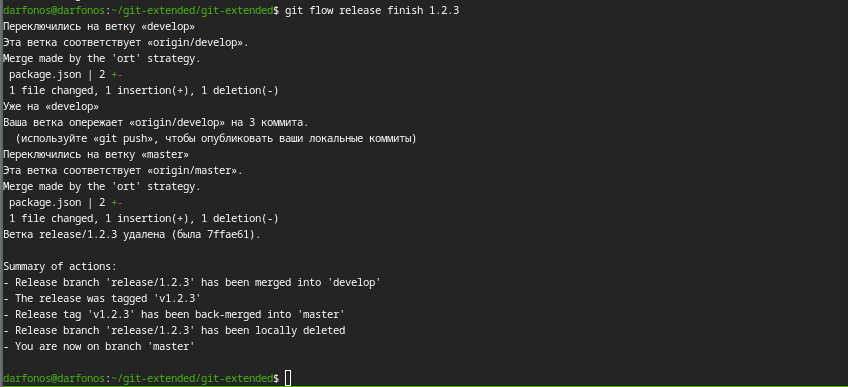 darfonos@darfonos:~/git-extended/git-extended$ git flow release finish 1.2.3
Переключились на ветку «develop»
Эта ветка соответствует «origin/develop».
Merge made by the 'ort' strategy.
 package.json | 2 +-
 1 file changed, 1 insertion(+), 1 deletion(-)
Уже на «develop»
Ваша ветка опережает «origin/develop» на 3 коммита.
  (используйте «git push», чтобы опубликовать ваши локальные коммиты)
Переключились на ветку «master»
Эта ветка соответствует «origin/master».
Merge made by the 'ort' strategy.
 package.json | 2 +-
 1 file changed, 1 insertion(+), 1 deletion(-)
Ветка release/1.2.3 удалена (была 7ffae61).

Summary of actions:
- Release branch 'release/1.2.3' has been merged into 'develop'
- The release was tagged 'v1.2.3'
- Release tag 'v1.2.3' has been back-merged into 'master'
- Release branch 'release/1.2.3' has been locally deleted
- You are now on branch 'master'

darfonos@darfonos:~/git-extended/git-extended$